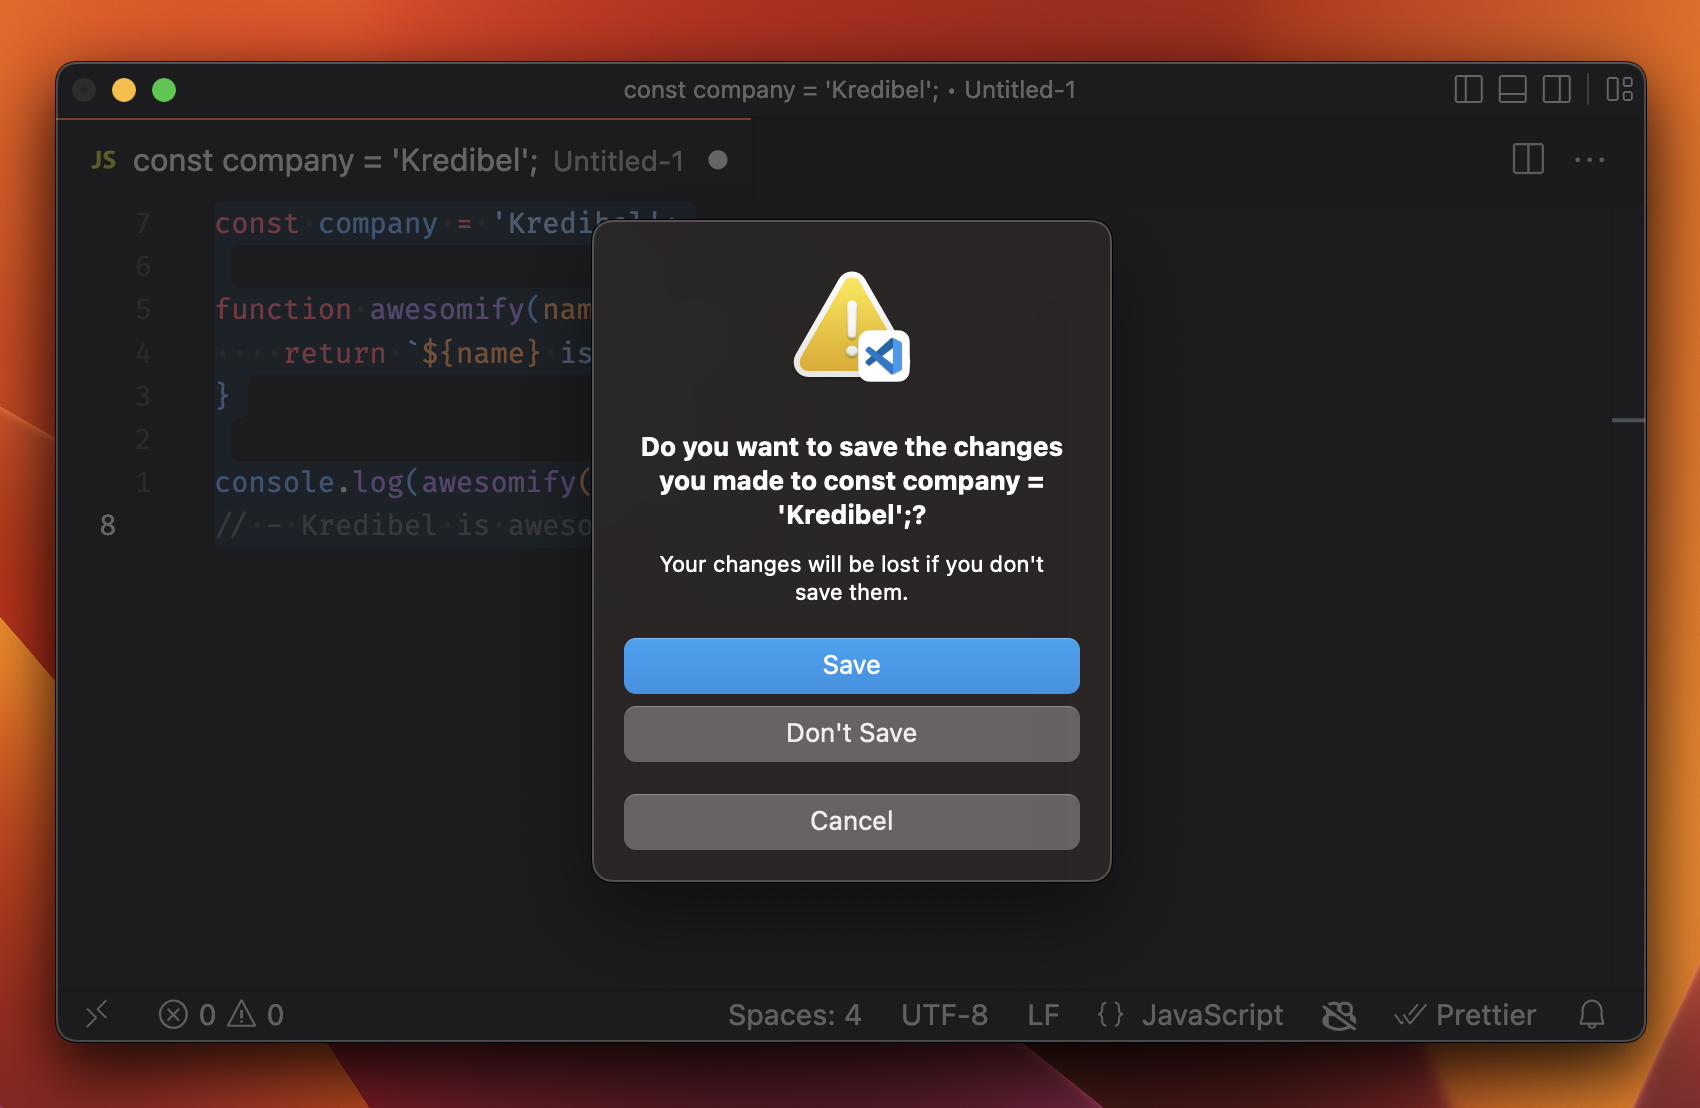 const company = 'Kredibel'; • Untitled-1
JS const company = 'Kredibel'; Untitled-1
7 const company = 'Kredibel';
6
5 function awesomify(nam
4 return `${name} is
3 }
2
1 console.log(awesomify(
8 // - Kredibel is aweso
Do you want to save the changes
you made to const company =
'Kredibel';?
Your changes will be lost if you don't
save them.
Save
Don't Save
Cancel
0 0 Spaces: 4 UTF-8 LF {} JavaScript Prettier